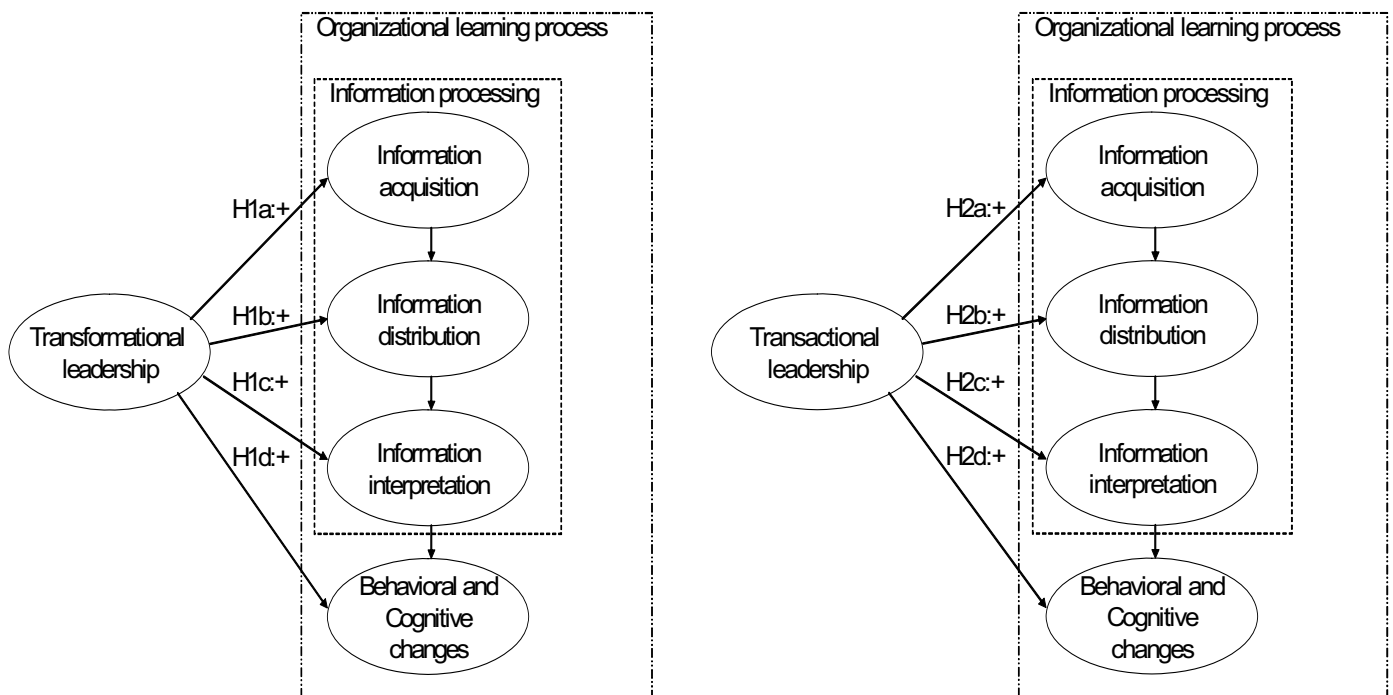 Organizational learning process
Information processing
Information
acquisition
H1a:+
Information
distribution
H1b:+
Transformational
leadership
H1c:+
Information
interpretation
H1d:+
Behavioral and
Cognitive
changes
Organizational learning process
Information processing
Information
acquisition
H2a:+
Information
distribution
H2b:+
Transactional
leadership
H2c:+
Information
interpretation
H2d:+
Behavioral and
Cognitive
changes